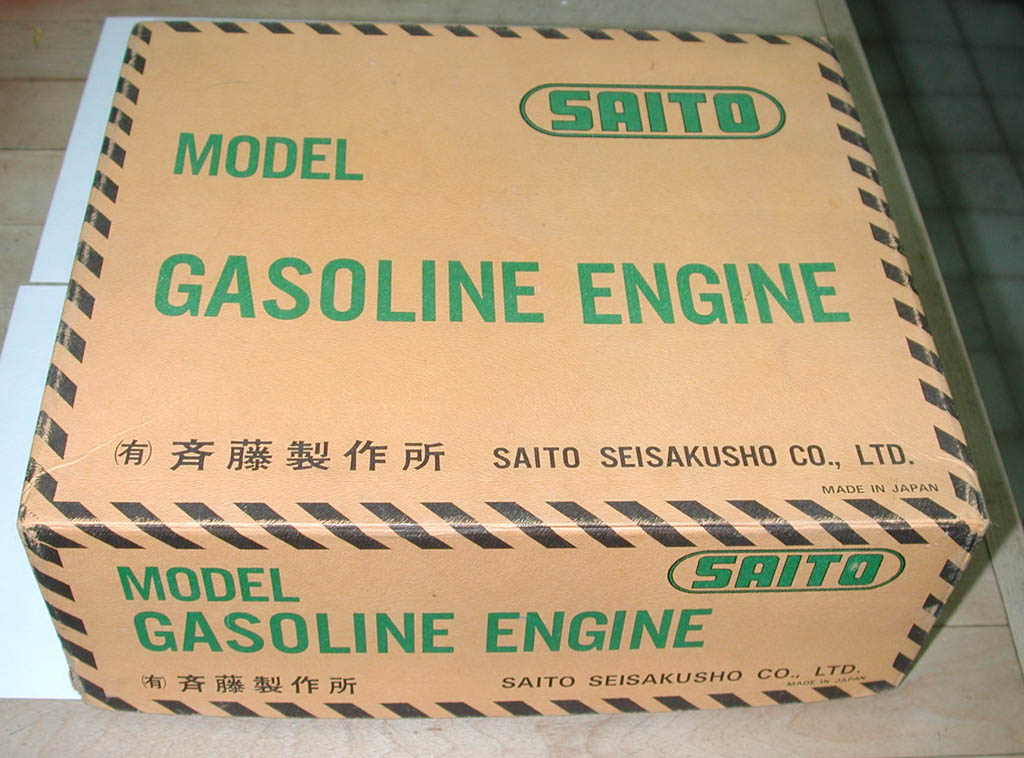 SAITO
MODEL
GASOLINE ENGINE
㈲ 斉藤製作所 SAITO SEISAKUSHO CO., LTD.
MADE IN JAPAN
SAITO
MODEL
GASOLINE ENGINE
㈲ 斉藤製作所 SAITO SEISAKUSHO CO., LTD.
MADE IN JAPAN